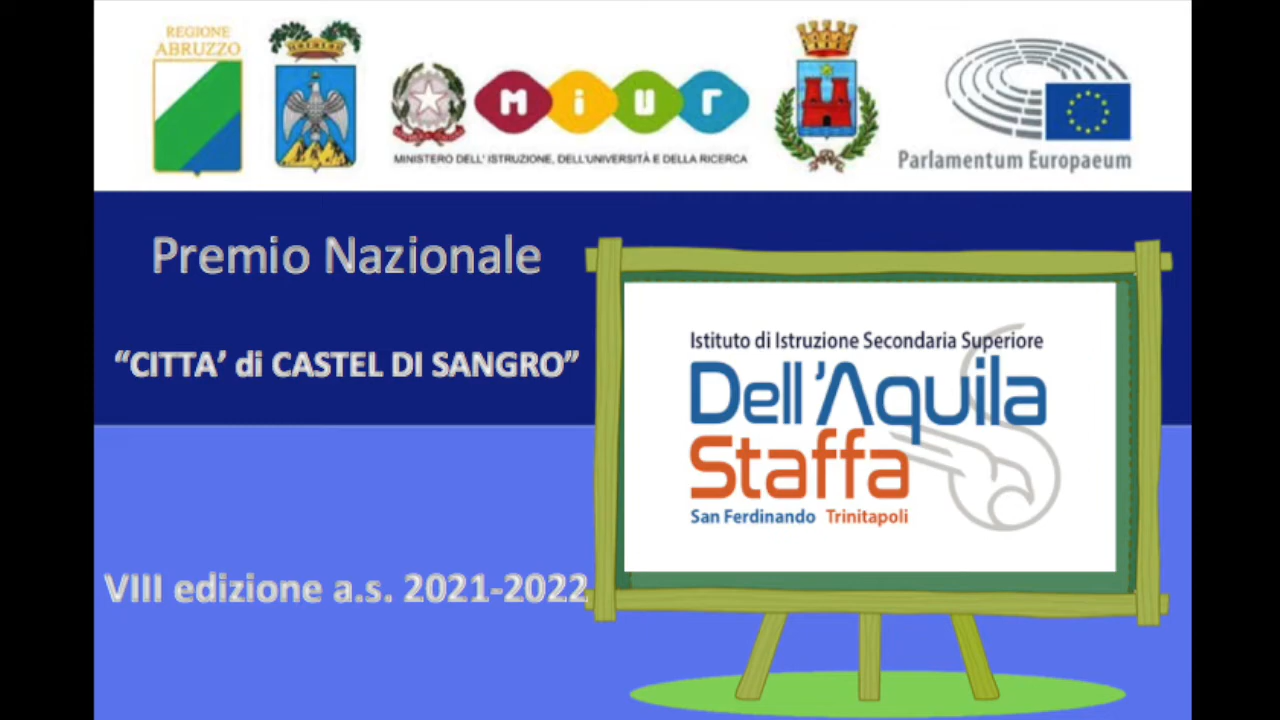 REGIONE
ABRUZZO
MiUr
MINISTERO DELL' ISTRUZIONE, DELL'UNIVERSITÀ E DELLA RICERCA
Parlamentum Europaeum
Premio Nazionale
“CITTA’ di CASTEL DI SANGRO”
VIII edizione a.s. 2021-2022
Istituto di Istruzione Secondaria Superiore
Dell’Aquila
Staffa
San Ferdinando Trinitapoli